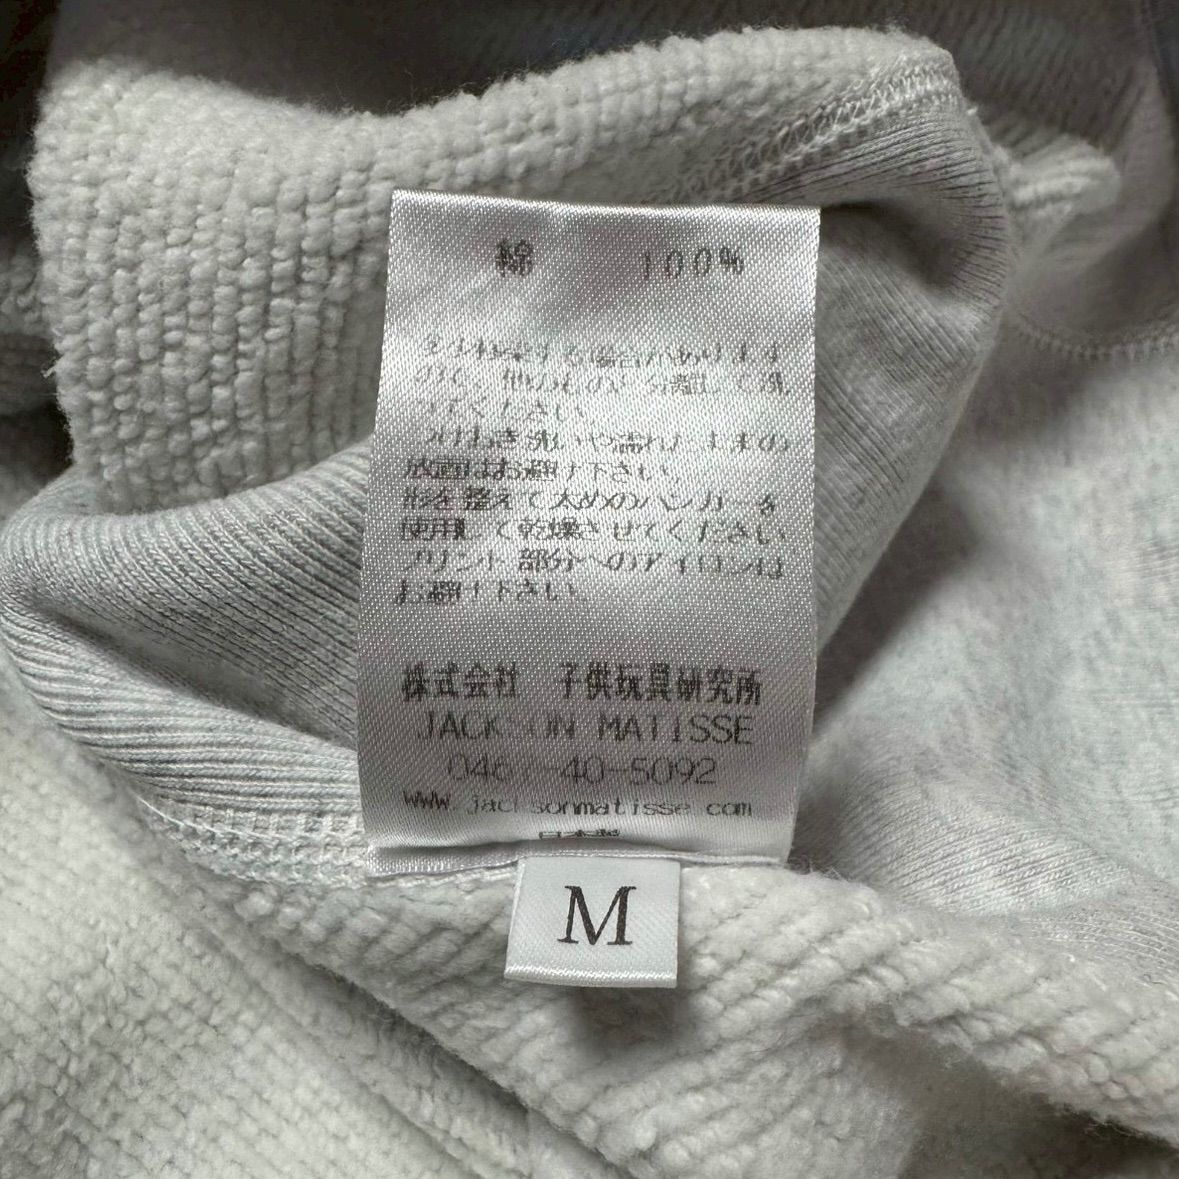 綿 100%
する場合があります
ので、他のものと分離して洗
ってください。
つけおき洗いや濡れたままの
放置はお避け下さい。
形を整えて太めのハンガーを
使用して乾燥させてください
プリント部分へのアイロンは
お避け下さい。
株式会社 子供玩具研究所
JACKSON MATISSE
0467-40-5092
www.jacksonmatisse.com
日本製
M